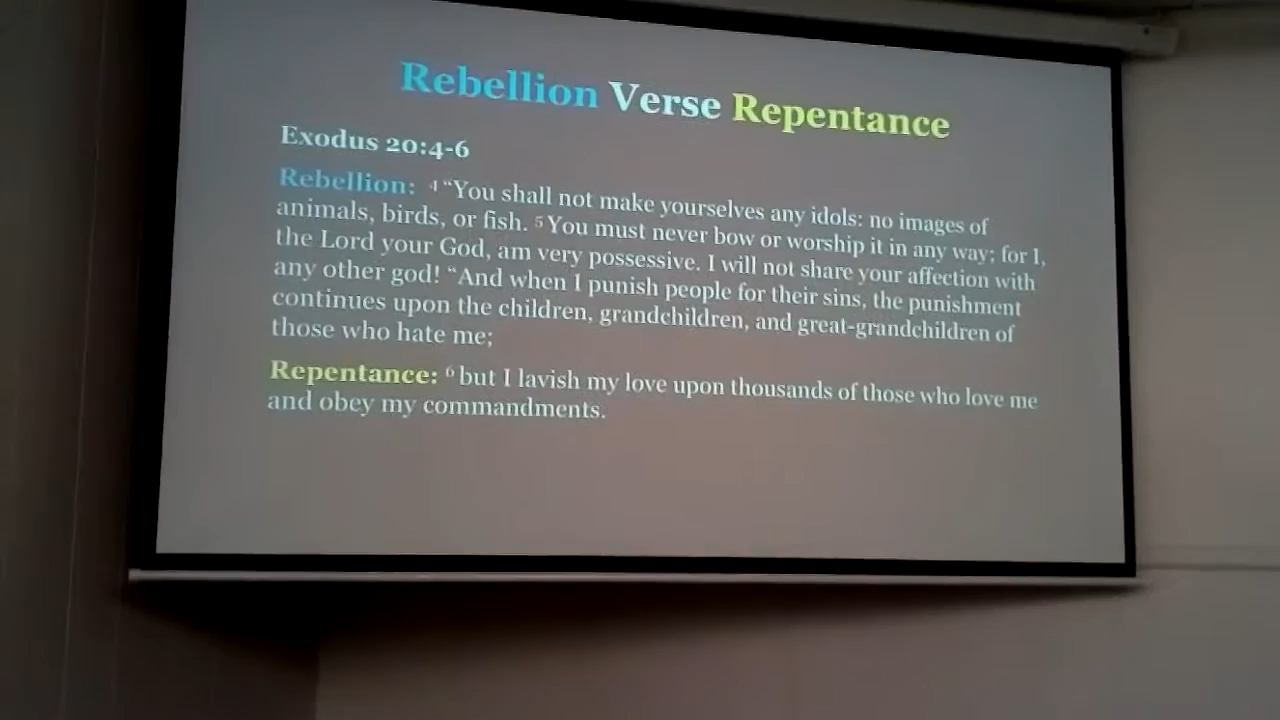 Rebellion Verse Repentance
Exodus 20:4-6
Rebellion: 4 “You shall not make yourselves any idols: no images of
animals, birds, or fish. 5 You must never bow or worship it in any way; for I,
the Lord your God, am very possessive. I will not share your affection with
any other god! “And when I punish people for their sins, the punishment
continues upon the children, grandchildren, and great-grandchildren of
those who hate me;
Repentance: 6 but I lavish my love upon thousands of those who love me
and obey my commandments.